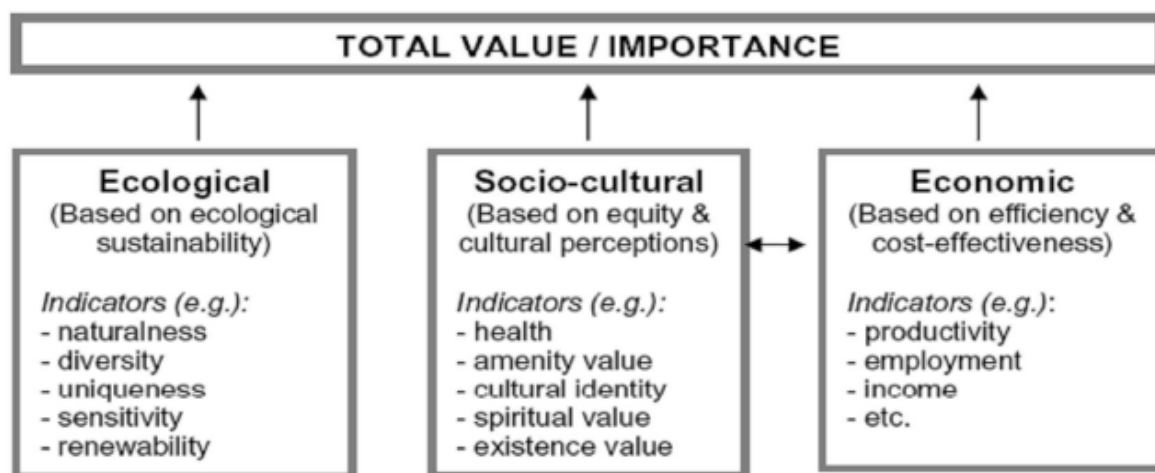 TOTAL VALUE / IMPORTANCE
Ecological
(Based on ecological
sustainability)
Indicators (e.g.):
- naturalness
- diversity
- uniqueness
- sensitivity
- renewability
Socio-cultural
(Based on equity &
cultural perceptions)
Indicators (e.g.):
- health
- amenity value
- cultural identity
- spiritual value
- existence value
Economic
(Based on efficiency &
cost-effectiveness)
Indicators (e.g.):
- productivity
- employment
- income
- etc.